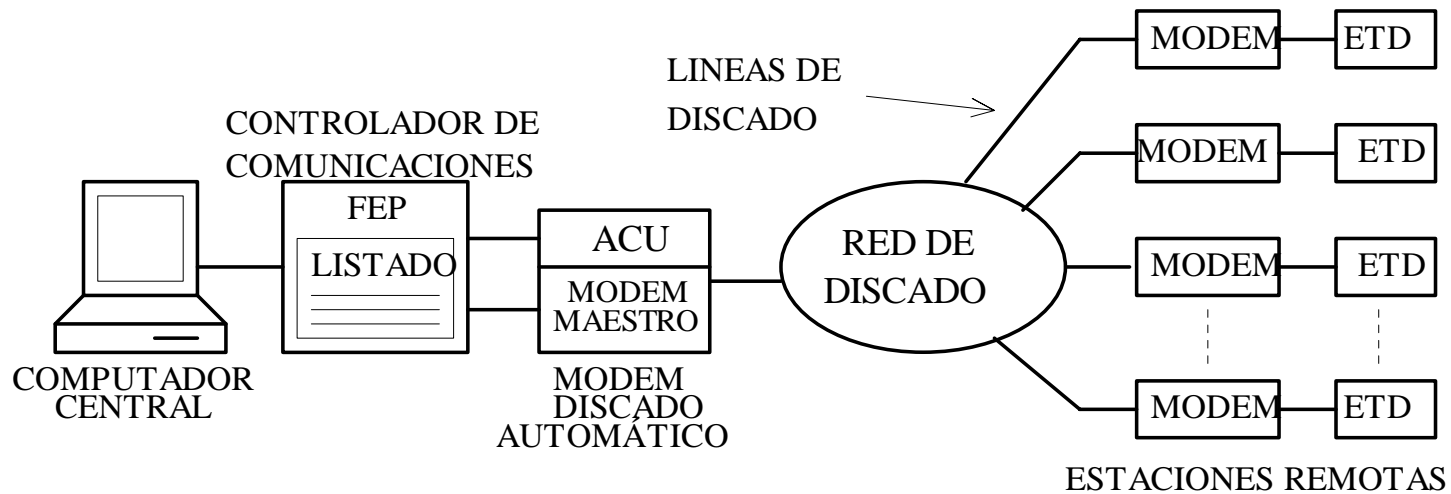 CONTROLADOR DE
COMUNICACIONES
FEP
LISTADO
COMPUTADOR
CENTRAL
ACU
MODEM
MAESTRO
MODEM
DISCADO
AUTOMÁTICO
LINEAS DE
DISCADO
RED DE
DISCADO
MODEM ETD
MODEM ETD
MODEM ETD
MODEM ETD
ESTACIONES REMOTAS